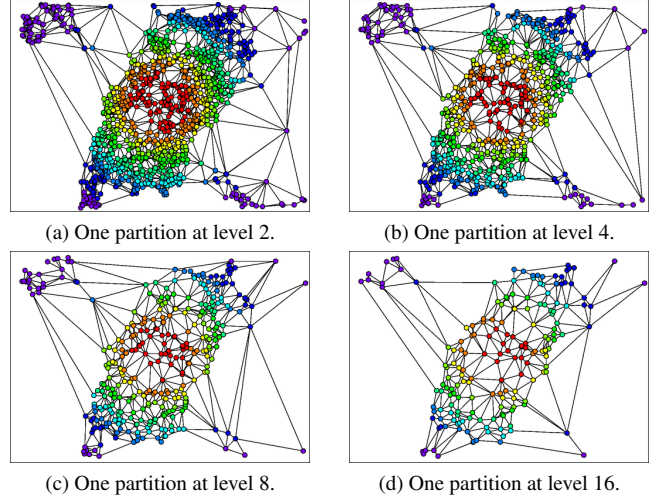 (a) One partition at level 2.
(b) One partition at level 4.
(c) One partition at level 8.
(d) One partition at level 16.